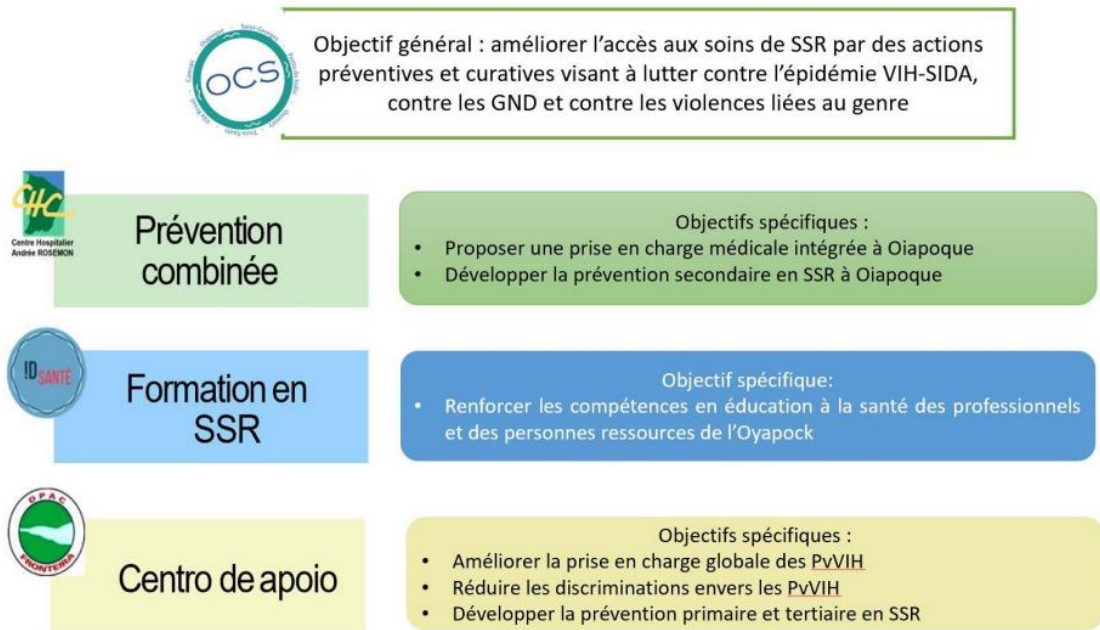 OCS
Objectif général : améliorer l’accès aux soins de SSR par des actions
préventives et curatives visant à lutter contre l’épidémie VIH-SIDA,
contre les GND et contre les violences liées au genre
CHC
Centre Hospitalier
Andrée ROSEMON
Prévention
combinée
Objectifs spécifiques :
• Proposer une prise en charge médicale intégrée à Oiapoque
• Développer la prévention secondaire en SSR à Oiapoque
!D SANTÉ
Formation en
SSR
Objectif spécifique:
• Renforcer les compétences en éducation à la santé des professionnels
et des personnes ressources de l’Oyapock
DPAC
FRONTEIRA
Centro de apoio
Objectifs spécifiques :
• Améliorer la prise en charge globale des PvVIH
• Réduire les discriminations envers les PvVIH
• Développer la prévention primaire et tertiaire en SSR